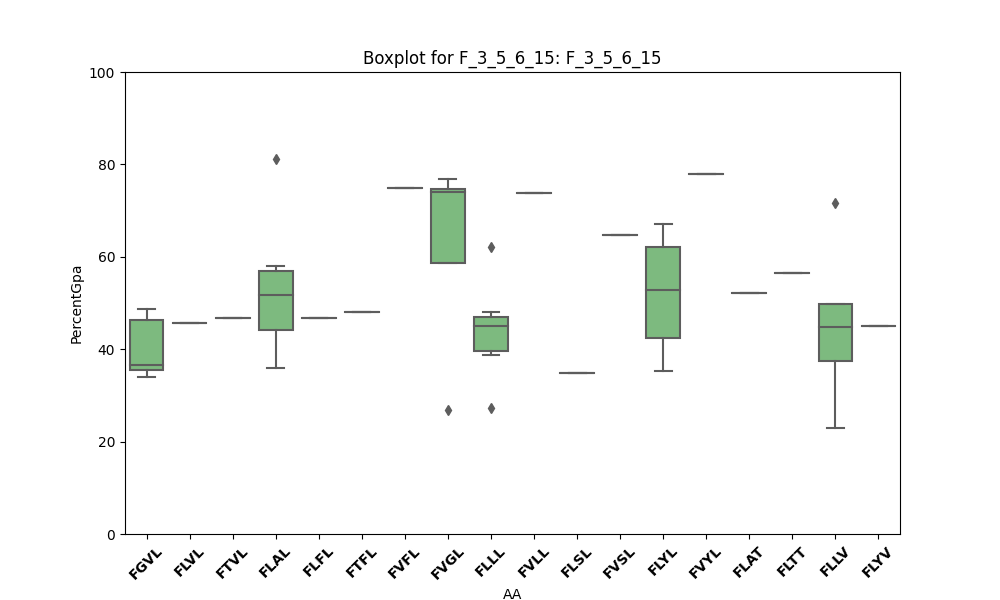 Boxplot for F_3_5_6_15: F_3_5_6_15
100
80
60
40
20
0
PercentGpa
FGVL
FLVL
FTVL
FLAL
FLFL
FTFL
FVFL
FVGL
FLLL
FVLL
FLSL
FVSL
FLYL
FVYL
FLAT
FLTT
FLLV
FLYV
AA